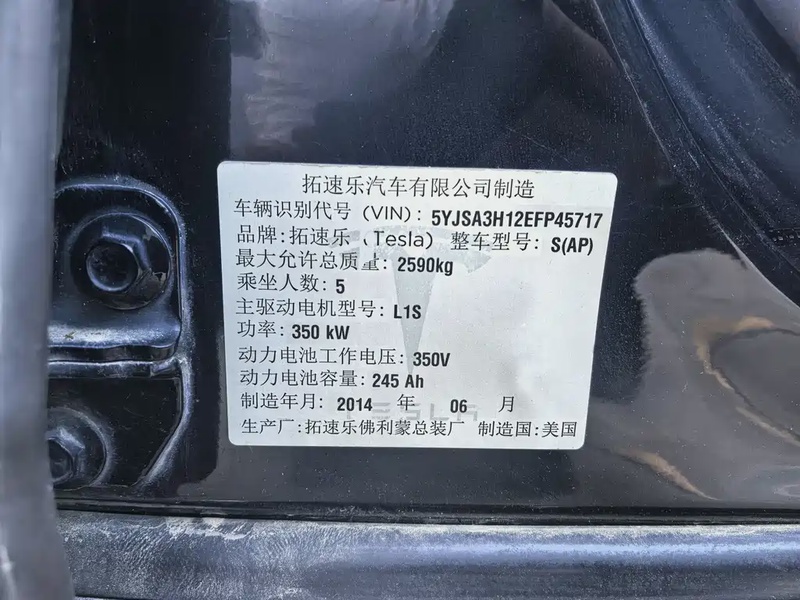 拓速乐汽车有限公司制造
车辆识别代号 (VIN): 5YJSA3H12EFP45717
品牌: 拓速乐 (Tesla) 整车型号: S(AP)
最大允许总质量: 2590kg
乘坐人数: 5
主驱动电机型号: L1S
功率: 350 kW
动力电池工作电压: 350V
动力电池容量: 245 Ah
制造年月: 2014 年 06 月
TESLA
生产厂: 拓速乐佛利蒙总装厂 制造国: 美国